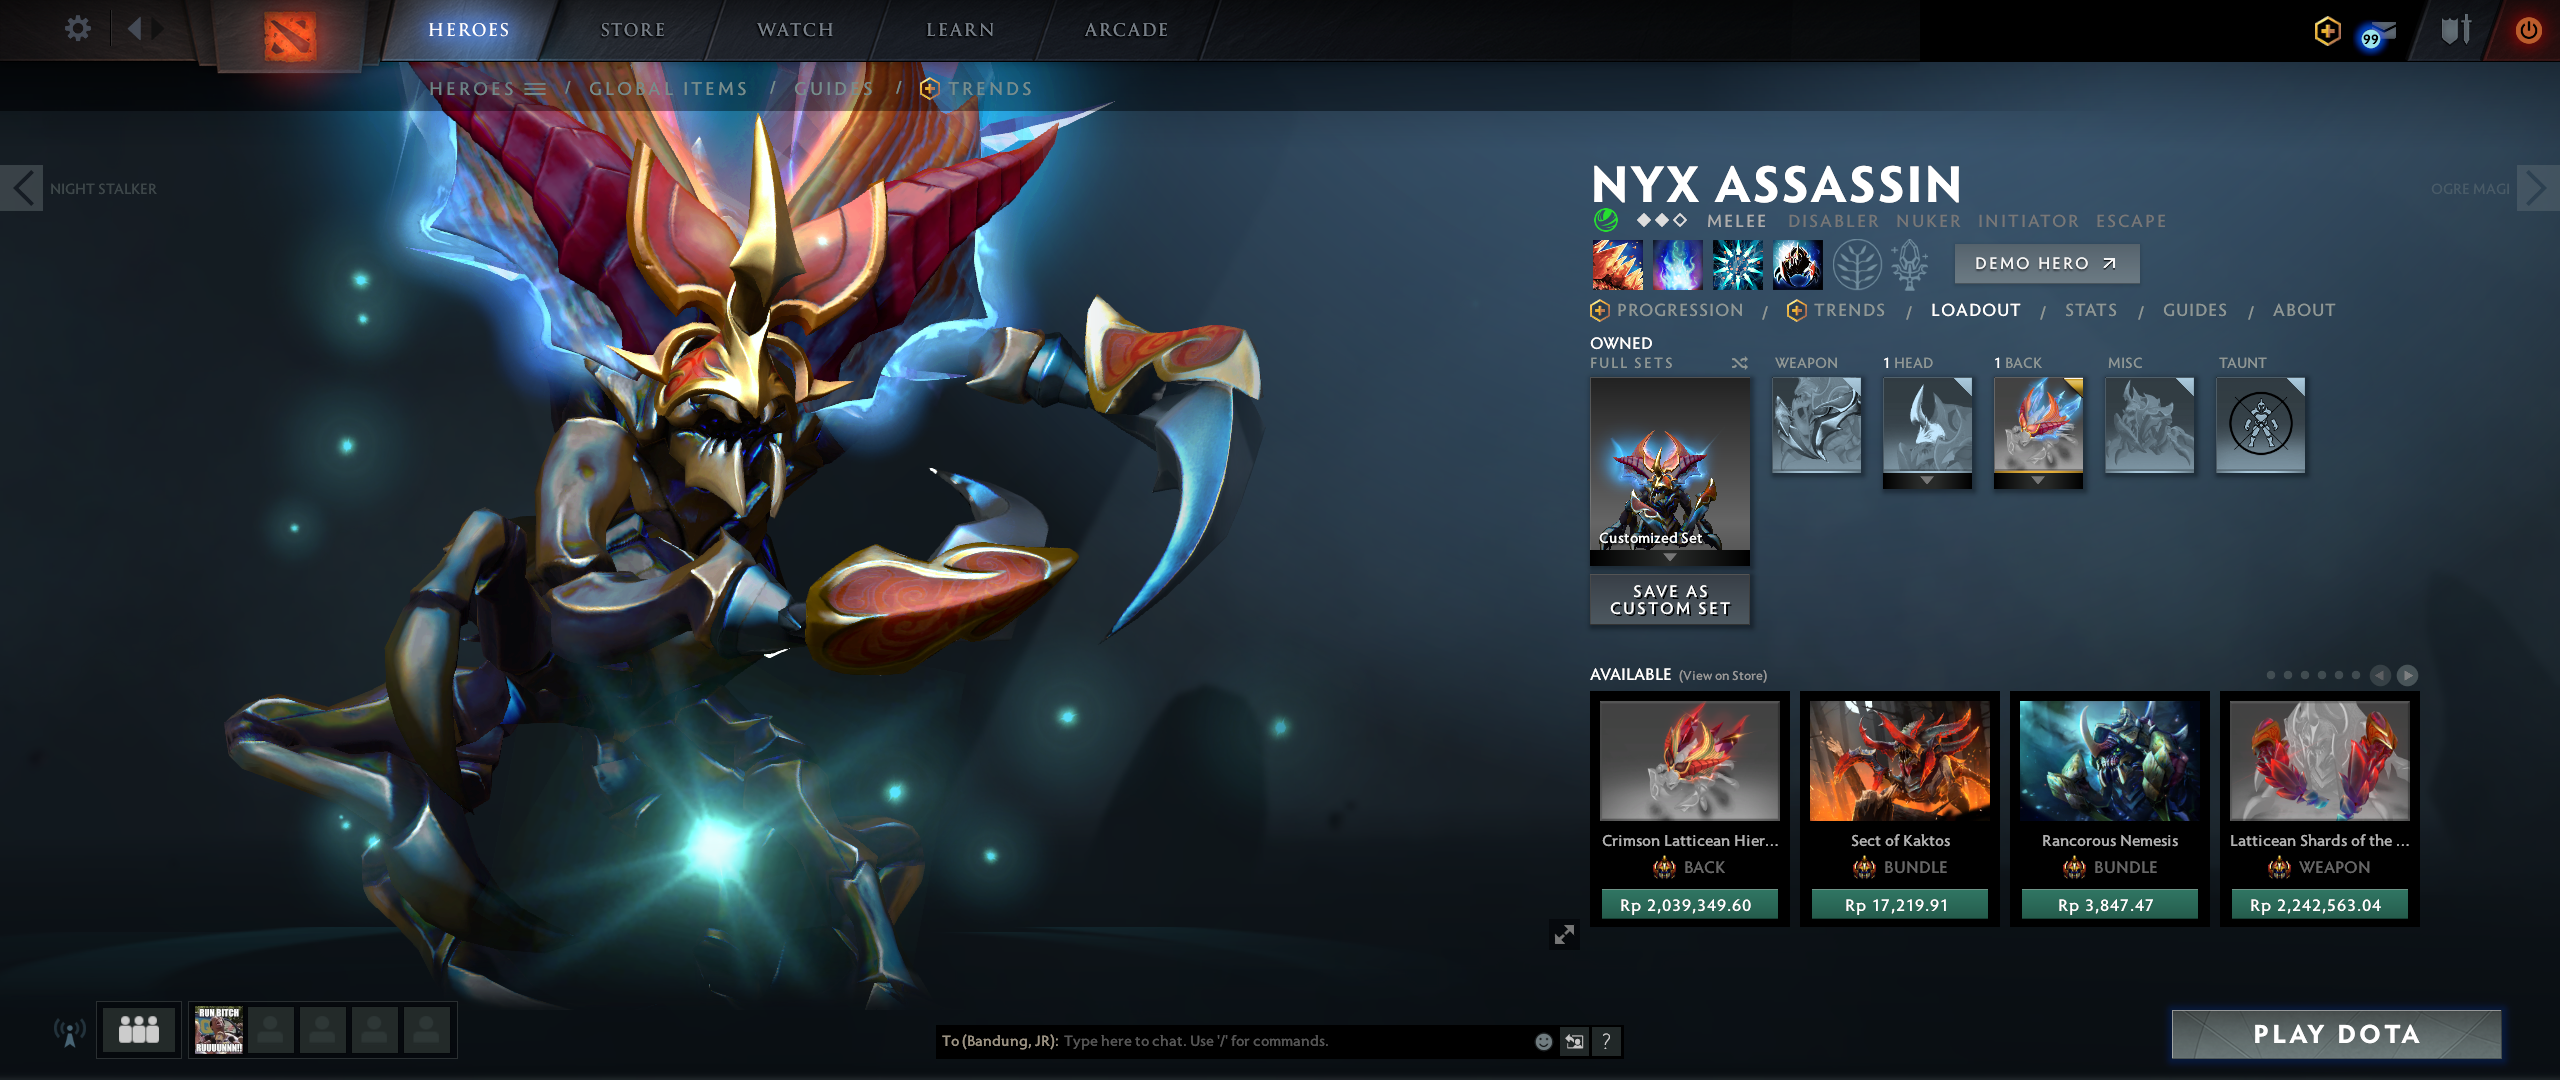 HEROES
STORE
WATCH
LEARN
ARCADE
99
HEROES / GLOBAL ITEMS / GUIDES / TRENDS
NIGHT STALKER
OGRE MAGI
NYX ASSASSIN
MELEE DISABLER NUKER INITIATOR ESCAPE
DEMO HERO
PROGRESSION / TRENDS / LOADOUT / STATS / GUIDES / ABOUT
OWNED
FULL SETS
WEAPON
1 HEAD
1 BACK
MISC
TAUNT
Customized Set
SAVE AS
CUSTOM SET
AVAILABLE (View on Store)
Crimson Latticean Hier...
BACK
Rp 2,039,349.60
Sect of Kaktos
BUNDLE
Rp 17,219.91
Rancorous Nemesis
BUNDLE
Rp 3,847.47
Latticean Shards of the ...
WEAPON
Rp 2,242,563.04
RUN BITCH
RUUUUNNN!!
To (Bandung, JR): Type here to chat. Use '/' for commands.
?
PLAY DOTA